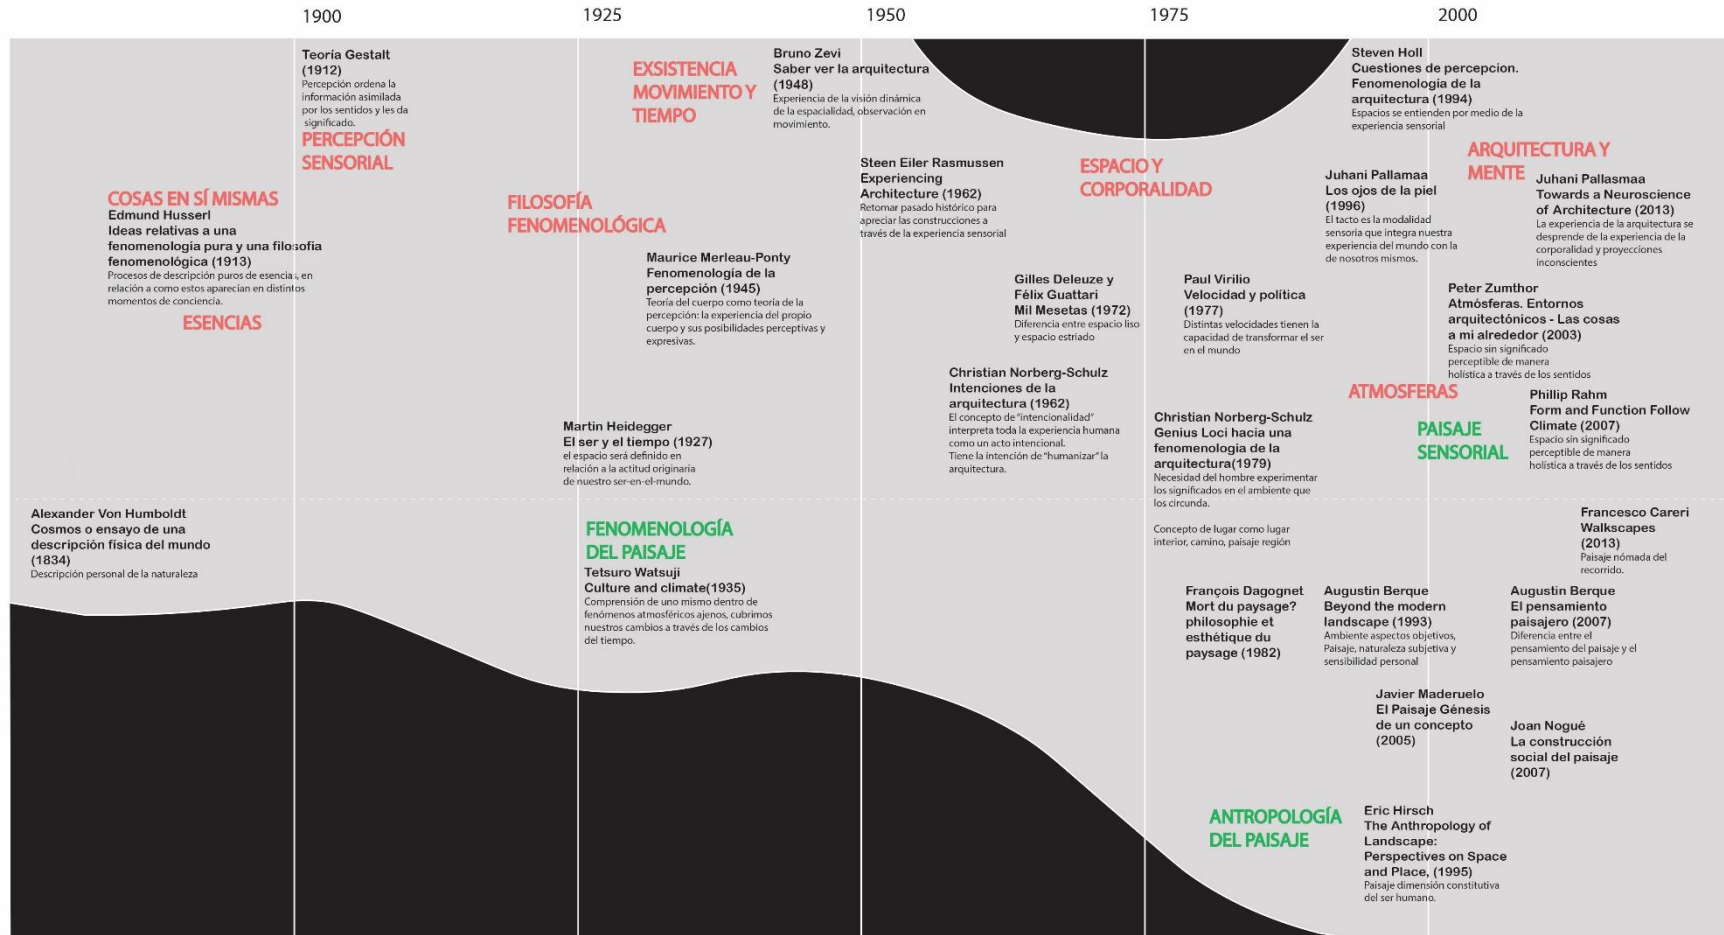 1900
1925
1950
1975
2000
Teoría Gestalt
(1912)
Percepción ordena la
información asimilada
por los sentidos y les da
significado.
PERCEPCIÓN
SENSORIAL
COSAS EN SÍ MISMAS
Edmund Husserl
Ideas relativas a una
fenomenología pura y una filosofía
fenomenológica (1913)
Procesos de descripción puros de esencias, en
relación a como estos aparecían en distintos
momentos de conciencia.
ESENCIAS
EXSISTENCIA
MOVIMIENTO Y
TIEMPO
Bruno Zevi
Saber ver la arquitectura
(1948)
Experiencia de la visión dinámica
de la espacialidad, observación en
movimiento.
FILOSOFÍA
FENOMENOLÓGICA
Maurice Merleau-Ponty
Fenomenología de la
percepción (1945)
Teoría del cuerpo como teoría de la
percepción: la experiencia del propio
cuerpo y sus posibilidades perceptivas y
expresivas.
Martin Heidegger
El ser y el tiempo (1927)
el espacio será definido en
relación a la actitud originaria
de nuestro ser-en-el-mundo.
Steen Eiler Rasmussen
Experiencing
Architecture (1962)
Retomar pasado histórico para
apreciar las construcciones a
través de la experiencia sensorial
ESPACIO Y
CORPORALIDAD
Gilles Deleuze y
Félix Guattari
Mil Mesetas (1972)
Diferencia entre espacio liso
y espacio estriado
Paul Virilio
Velocidad y política
(1977)
Distintas velocidades tienen la
capacidad de transformar el ser
en el mundo
Christian Norberg-Schulz
Intenciones de la
arquitectura (1962)
El concepto de "intencionalidad"
interpreta toda la experiencia humana
como un acto intencional.
Tiene la intención de "humanizar" la
arquitectura.
Christian Norberg-Schulz
Genius Loci hacia una
fenomenología de la
arquitectura(1979)
Necesidad del hombre experimentar
los significados en el ambiente que
los circunda.
Concepto de lugar como lugar
interior, camino, paisaje región
Steven Holl
Cuestiones de percepcion.
Fenomenología de la
arquitectura (1994)
Espacios se entienden por medio de la
experiencia sensorial
ARQUITECTURA Y
MENTE
Juhani Pallamaa
Los ojos de la piel
(1996)
El tacto es la modalidad
sensoria que integra nuestra
experiencia del mundo con la
de nosotros mismos.
Juhani Pallasmaa
Towards a Neuroscience
of Architecture (2013)
La experiencia de la arquitectura se
desprende de la experiencia de la
corporalidad y proyecciones
inconscientes
Peter Zumthor
Atmósferas. Entornos
arquitectónicos - Las cosas
a mi alrededor (2003)
Espacio sin significado
perceptible de manera
holística a través de los sentidos
ATMOSFERAS
PAISAJE
SENSORIAL
Phillip Rahm
Form and Function Follow
Climate (2007)
Espacio sin significado
perceptible de manera
holística a través de los sentidos
Alexander Von Humboldt
Cosmos o ensayo de una
descripción física del mundo
(1834)
Descripción personal de la naturaleza
FENOMENOLOGÍA
DEL PAISAJE
Tetsuro Watsuji
Culture and climate(1935)
Comprensión de uno mismo dentro de
fenómenos atmosféricos ajenos, cubrimos
nuestros cambios a través de los cambios
del tiempo.
Francesco Careri
Walkscapes
(2013)
Paisaje nómada del
recorrido.
François Dagognet
Mort du paysage?
philosophie et
esthétique du
paysage (1982)
Augustin Berque
Beyond the modern
landscape (1993)
Ambiente aspectos objetivos,
Paisaje, naturaleza subjetiva y
sensibilidad personal
Augustin Berque
El pensamiento
paisajero (2007)
Diferencia entre el
pensamiento del paisaje y el
pensamiento paisajero
Javier Maderuelo
El Paisaje Génesis
de un concepto
(2005)
Joan Nogué
La construcción
social del paisaje
(2007)
ANTROPOLOGÍA
DEL PAISAJE
Eric Hirsch
The Anthropology of
Landscape:
Perspectives on Space
and Place, (1995)
Paisaje dimensión constitutiva
del ser humano.